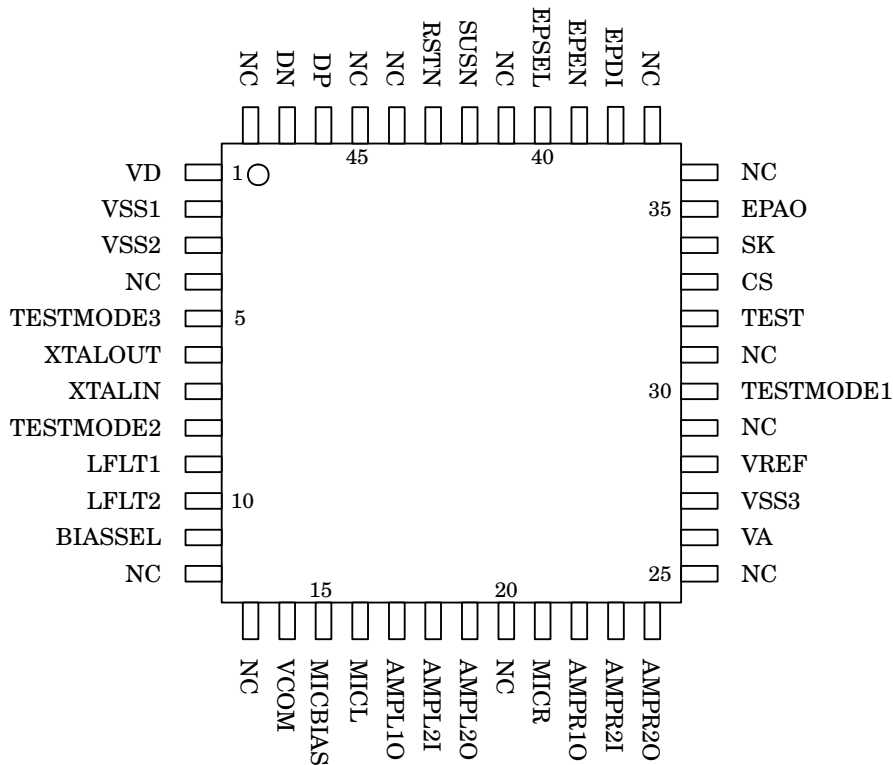 NC
DN
DP
NC
NC
RSTN
SUSN
NC
EPSEL
EPEN
EPDI
NC
45
40
VD 1 NC
VSS1 35 EPAO
VSS2 SK
NC CS
TESTMODE3 5 TEST
XTALOUT NC
XTALIN 30 TESTMODE1
TESTMODE2 NC
LFLT1 VREF
LFLT2 10 VSS3
BIASSEL VA
NC 25 NC
15
20
NC
VCOM
MICBIAS
MICL
AMPL1O
AMPL2I
AMPL2O
NC
MICR
AMPR1O
AMPR2I
AMPR2O